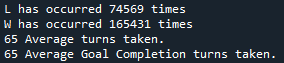 L has occurred 74569 times
W has occurred 165431 times
65 Average turns taken.
65 Average Goal Completion turns taken.